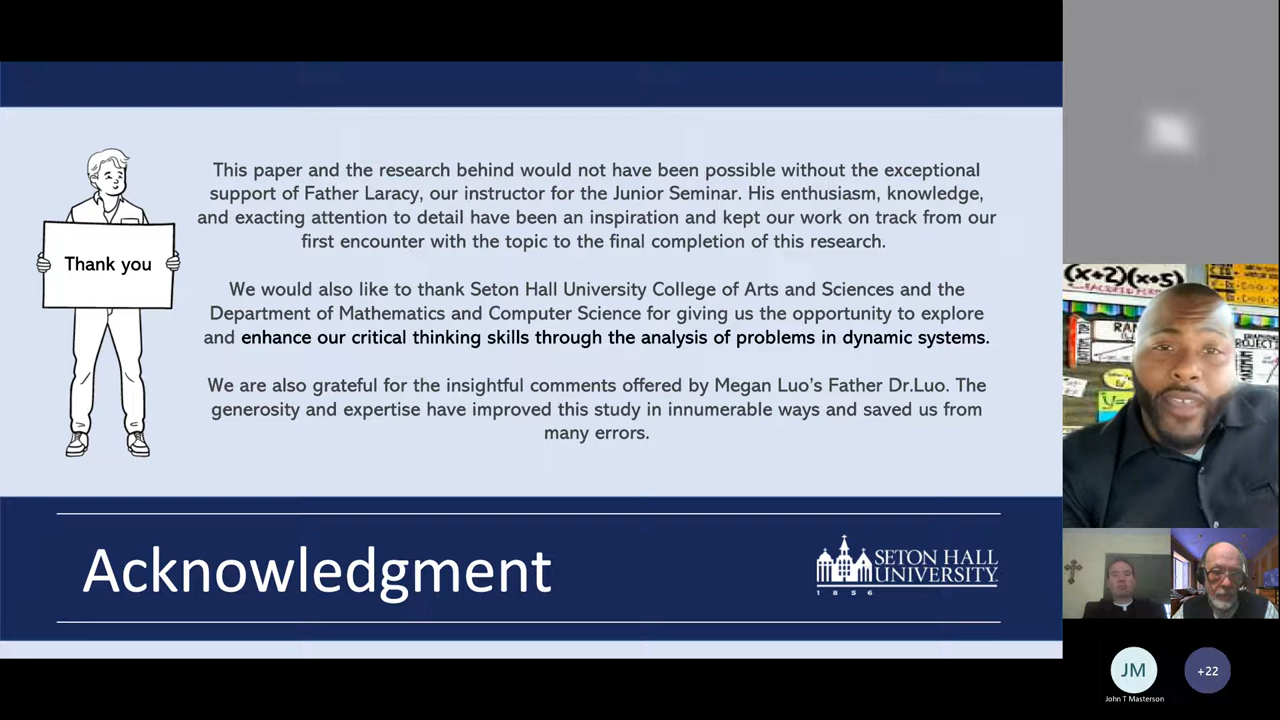 This paper and the research behind would not have been possible without the exceptional
support of Father Laracy, our instructor for the Junior Seminar. His enthusiasm, knowledge,
and exacting attention to detail have been an inspiration and kept our work on track from our
first encounter with the topic to the final completion of this research.
Thank you
We would also like to think Seton Hall University College of Arts and Sciences and the
Department of Mathematics and Computer Science for giving us the opportunity to explore
and enhance our critical thinking skills through the analysis of problems in dynamic systems.
We are also grateful for the insightful comments offered by Megan Luo's Father Dr.Luo. The
generosity and expertise have improved this study in innumerable ways and saved us from
many errors.
Acknowledgment
SETON HALL
UNIVERSITY
1856
(x+2)(x+5)
JM
John T Masterson
+22